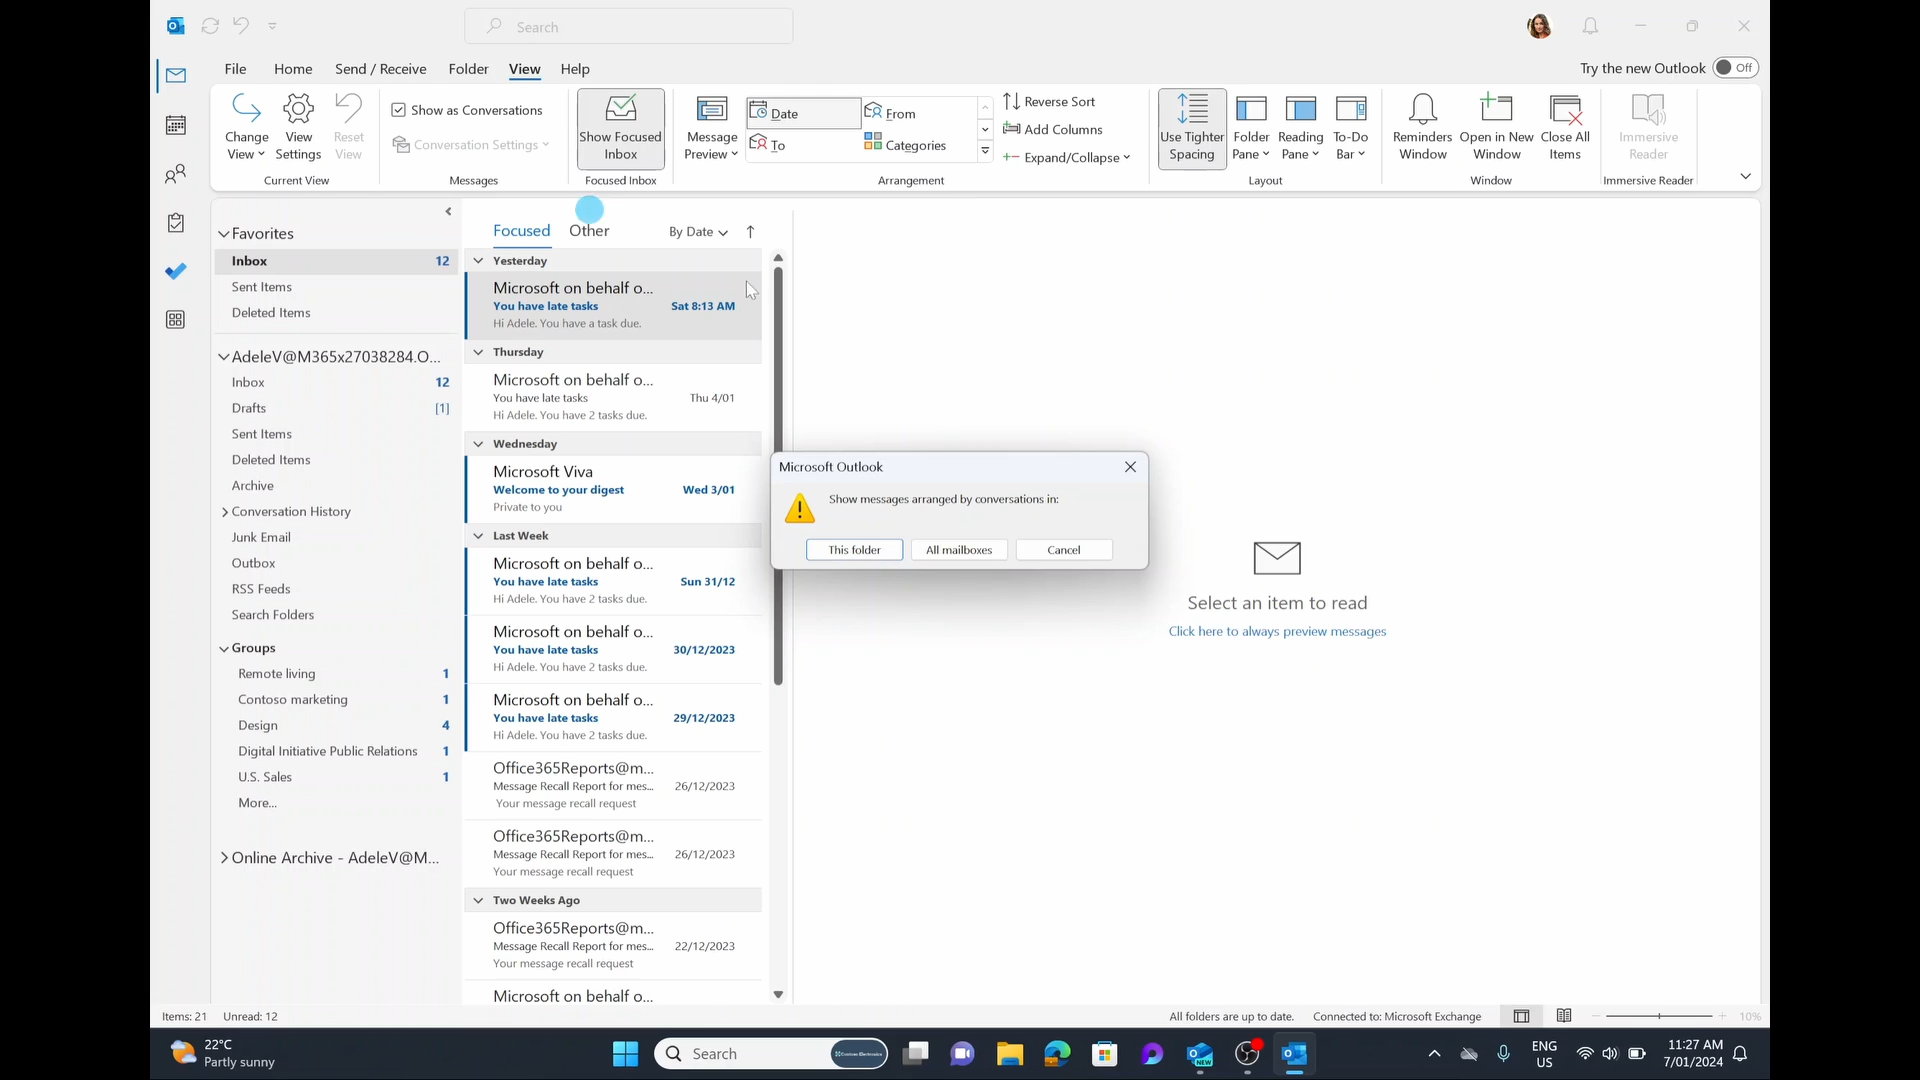 Search
File Home Send / Receive Folder View Help
Try the new Outlook Off
Change View
View Settings
Reset View
Current View
Show as Conversations
Conversation Settings
Messages
Show Focused Inbox
Focused Inbox
Message Preview
Date
From
To
Categories
Reverse Sort
Add Columns
Expand/Collapse
Arrangement
Use Tighter Spacing
Folder Pane
Reading Pane
To-Do Bar
Layout
Reminders Window
Open in New Window
Close All Items
Window
Immersive Reader
Immersive Reader
Favorites
Inbox 12
Sent Items
Deleted Items
AdeleV@M365x27038284.O...
Inbox 12
Drafts [1]
Sent Items
Deleted Items
Archive
Conversation History
Junk Email
Outbox
RSS Feeds
Search Folders
Groups
Remote living 1
Contoso marketing 1
Design 4
Digital Initiative Public Relations 1
U.S. Sales 1
More...
Online Archive - AdeleV@M...
Focused Other By Date
Yesterday
Microsoft on behalf o...
You have late tasks Sat 8:13 AM
Hi Adele. You have a task due.
Thursday
Microsoft on behalf o...
You have late tasks Thu 4/01
Hi Adele. You have 2 tasks due.
Wednesday
Microsoft Viva
Welcome to your digest Wed 3/01
Private to you
Last Week
Microsoft on behalf o...
You have late tasks Sun 31/12
Hi Adele. You have 2 tasks due.
Microsoft on behalf o...
You have late tasks 30/12/2023
Hi Adele. You have 2 tasks due.
Microsoft on behalf o...
You have late tasks 29/12/2023
Hi Adele. You have 2 tasks due.
Office365Reports@m...
Message Recall Report for mes... 26/12/2023
Your message recall request
Office365Reports@m...
Message Recall Report for mes... 26/12/2023
Your message recall request
Two Weeks Ago
Office365Reports@m...
Message Recall Report for mes... 22/12/2023
Your message recall request
Microsoft on behalf o...
Microsoft Outlook
Show messages arranged by conversations in:
This folder All mailboxes Cancel
Select an item to read
Click here to always preview messages
Items: 21 Unread: 12
All folders are up to date. Connected to: Microsoft Exchange 10%
22°C
Partly sunny
Search
Contoso Electronics
NEW
ENG
US
11:27 AM
7/01/2024